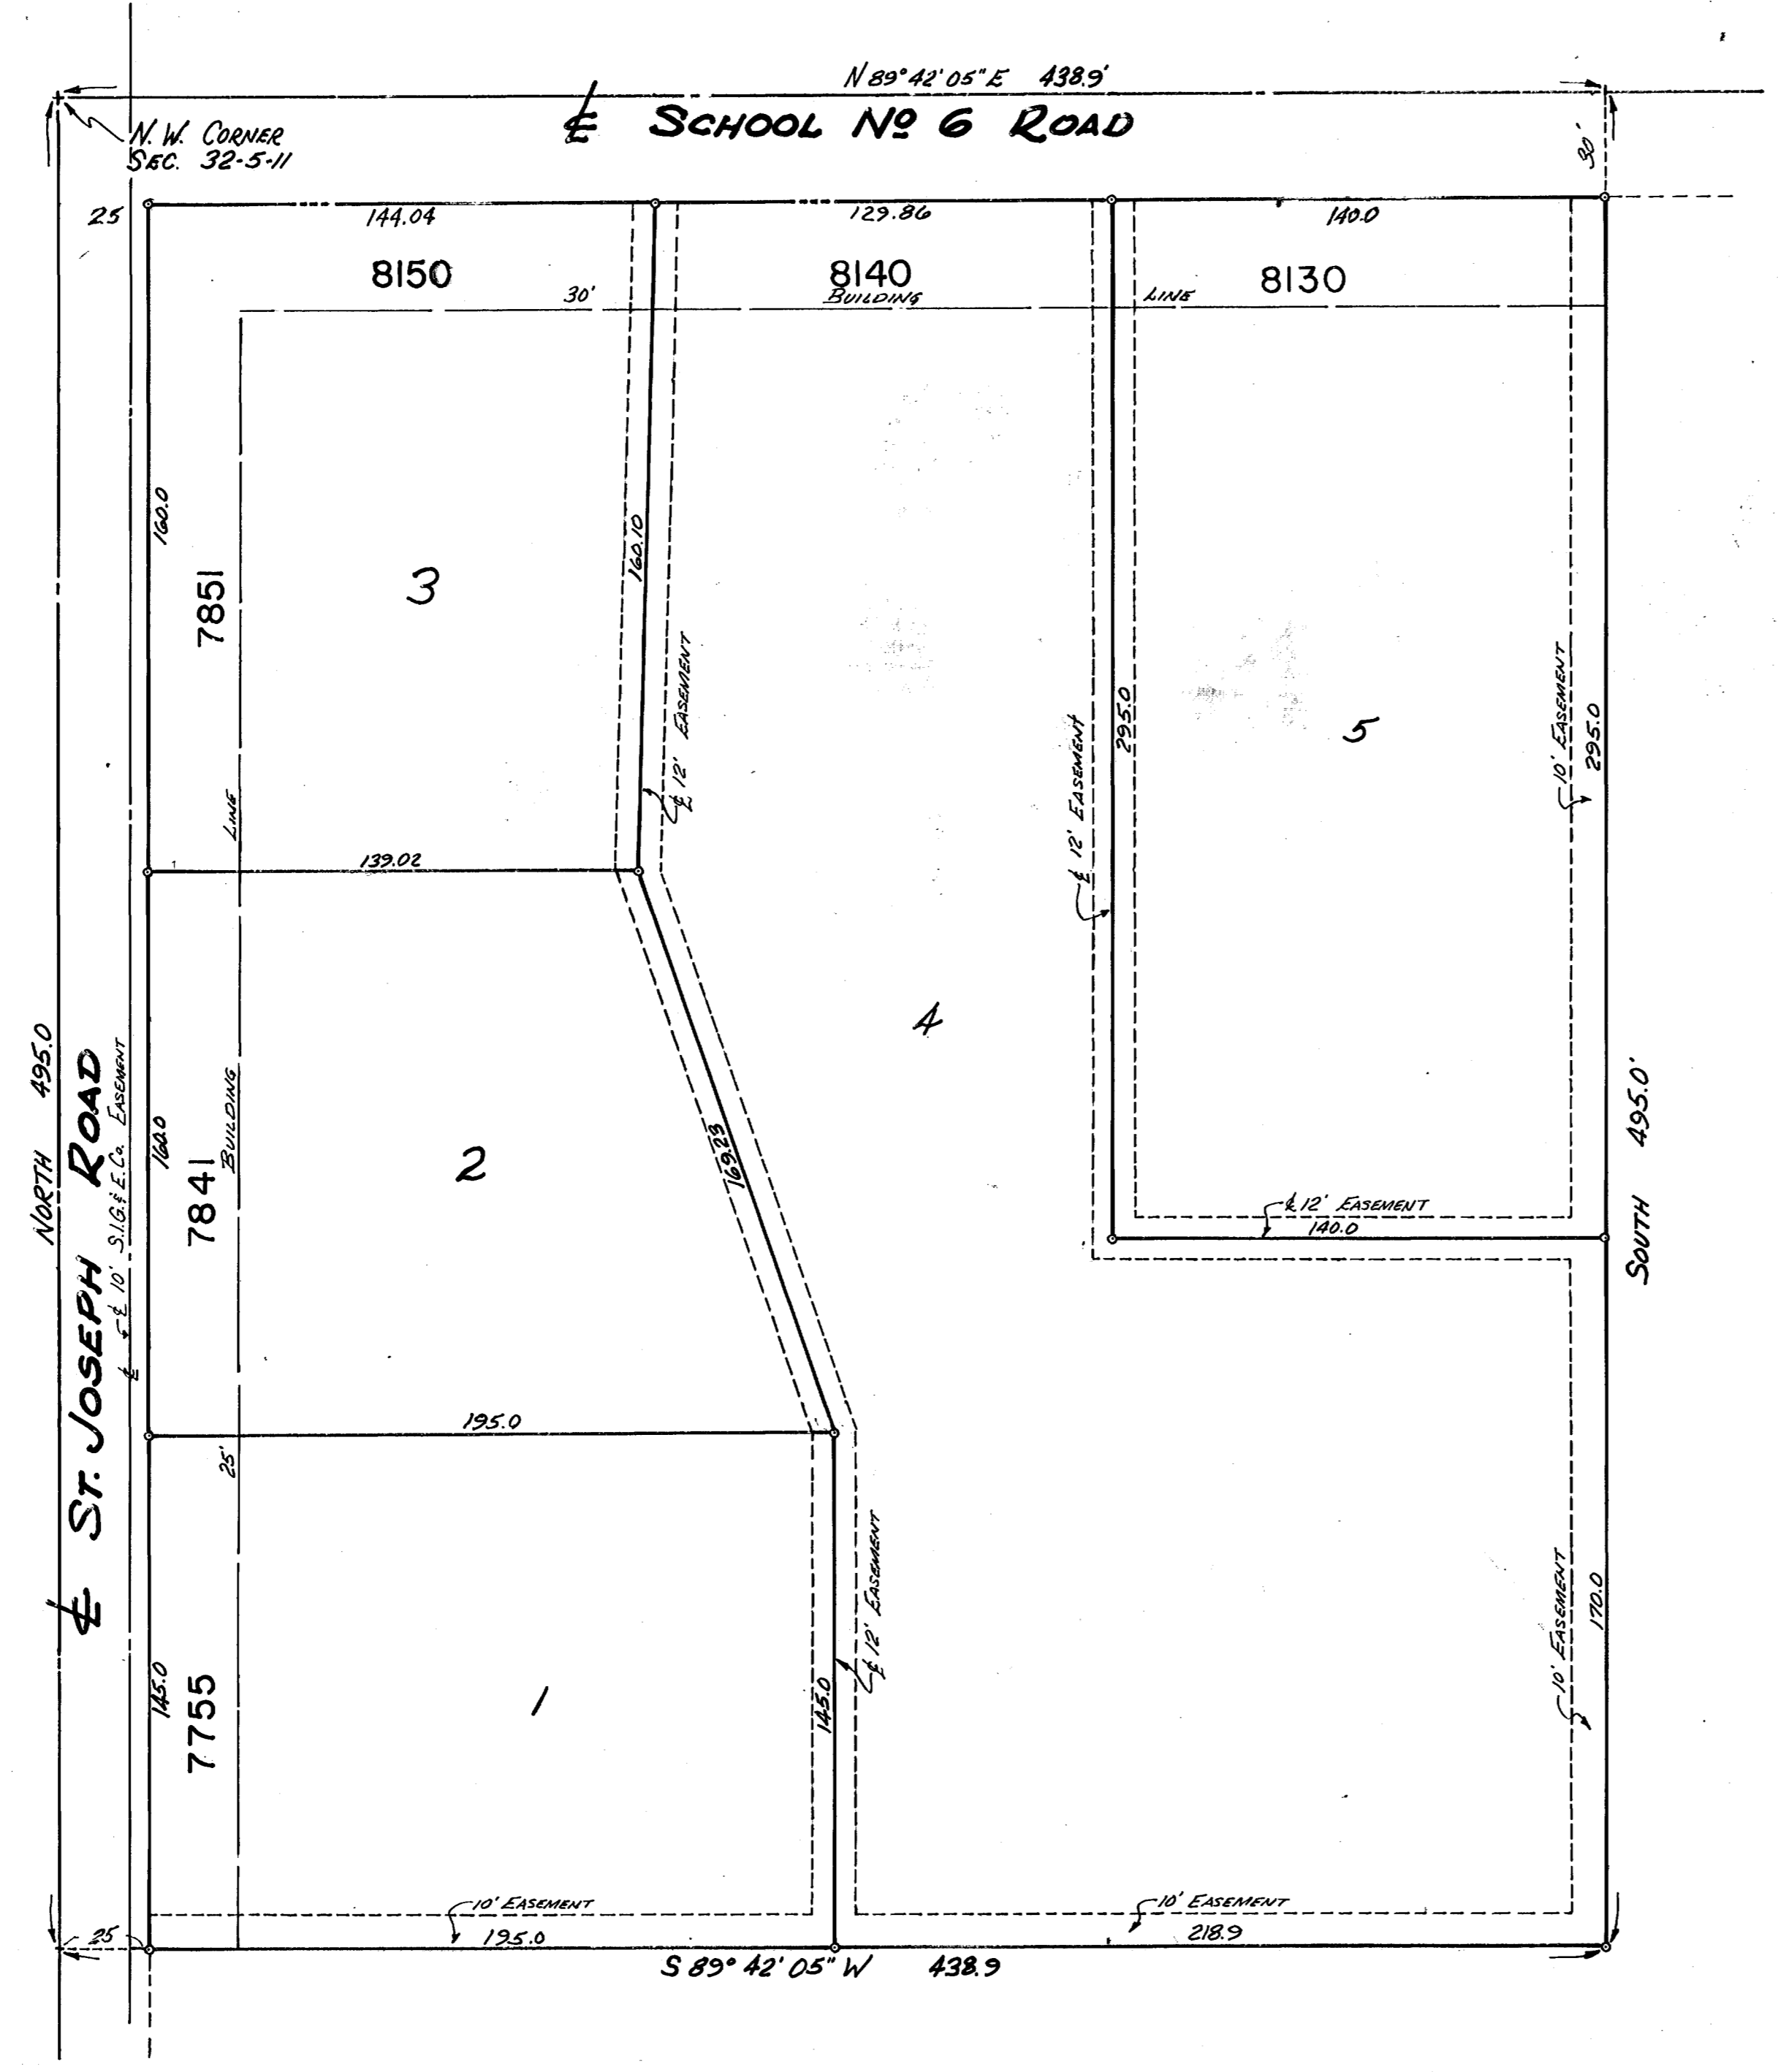 N 89° 42' 05" E 438.9'
℄ SCHOOL Nº 6 ROAD
N. W. CORNER
SEC. 32-5-11
30'
25
144.04
129.86
140.0
8150
8140
8130
30'
BUILDING
LINE
160.0
7851
3
160.10
℄ 12' EASEMENT
℄ 12' EASEMENT
295.0
5
10' EASEMENT
295.0
LINE
139.02
NORTH 495.0
℄ ST. JOSEPH ROAD
℄ ℄ 10' S.I.G.& E.Co. EASEMENT
160.0
7841
BUILDING
2
169.23
4
℄ 12' EASEMENT
140.0
SOUTH 495.0'
195.0
25'
145.0
7755
1
145.0
℄ 12' EASEMENT
10' EASEMENT
170.0
25
10' EASEMENT
195.0
10' EASEMENT
218.9
S 89° 42' 05" W 438.9